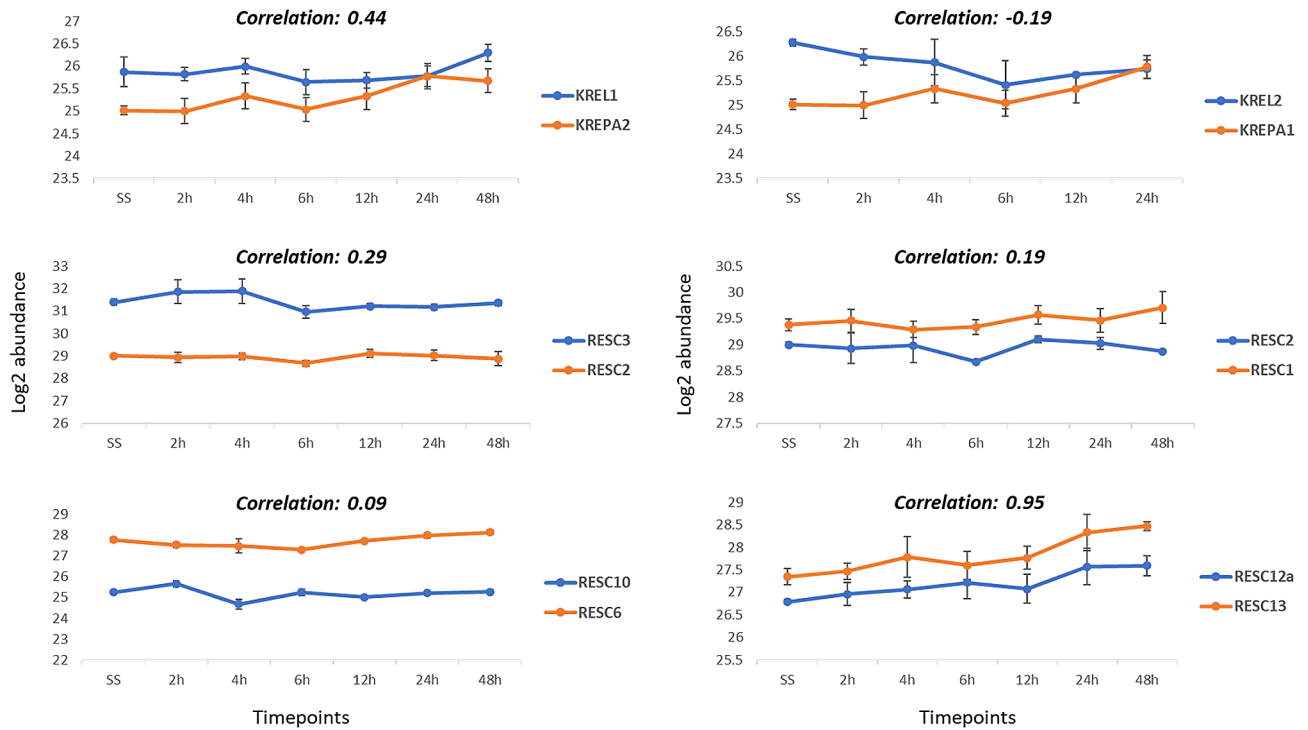 Correlation: 0.44
27
26.5
26
25.5
25
24.5
24
23.5
SS 2h 4h 6h 12h 24h 48h
KREL1
KREPA2
Correlation: -0.19
26.5
26
25.5
25
24.5
24
23.5
SS 2h 4h 6h 12h 24h
KREL2
KREPA1
Log2 abundance
Correlation: 0.29
33
32
31
30
29
28
27
26
SS 2h 4h 6h 12h 24h 48h
RESC3
RESC2
Log2 abundance
Correlation: 0.19
30.5
30
29.5
29
28.5
28
27.5
SS 2h 4h 6h 12h 24h 48h
RESC2
RESC1
Correlation: 0.09
29
28
27
26
25
24
23
22
SS 2h 4h 6h 12h 24h 48h
RESC10
RESC6
Timepoints
Correlation: 0.95
29
28.5
28
27.5
27
26.5
26
25.5
SS 2h 4h 6h 12h 24h 48h
RESC12a
RESC13
Timepoints